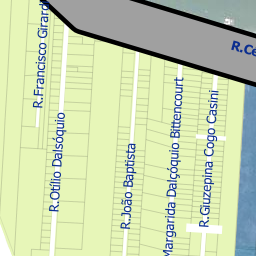 R.Francisco Girard
R.Otílio Dalsóquio
R.João Baptista
Margarida Dalçóquio Bittencourt
R.Giuzepina Cogo Casini
R.Ce